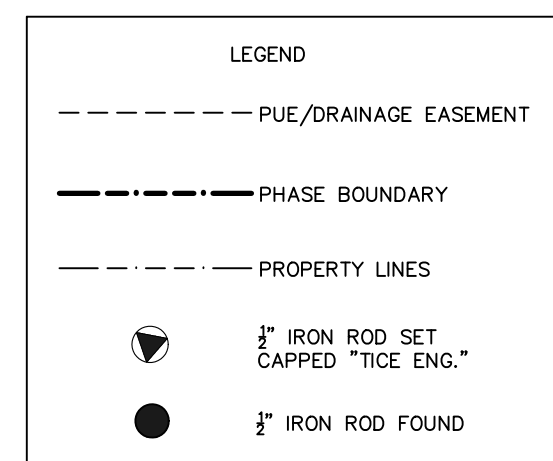 LEGEND
PUE/DRAINAGE EASEMENT
PHASE BOUNDARY
PROPERTY LINES
½" IRON ROD SET
CAPPED "TICE ENG."
½" IRON ROD FOUND